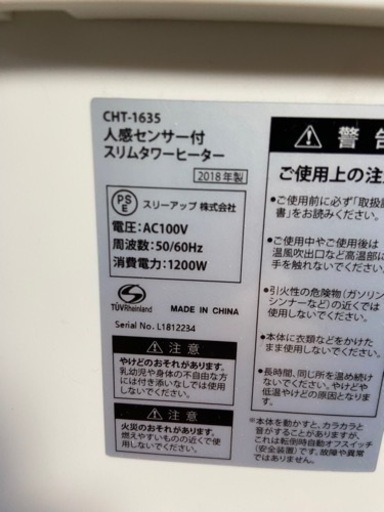 CHT-1635
人感センサー付
スリムタワーヒーター
2018年製
PS
E
スリーアップ 株式会社
電圧:AC100V
周波数:50/60Hz
消費電力:1200W
TÜVRheinland
MADE IN CHINA
Serial No. L1812234
注意
やけどのおそれがあります。
乳幼児や身体の不自由な方
には付き添いなしでは使用
しないでください。
注意
火災のおそれがあります。
燃えやすいものの近くで使
用しないでください。
警告
ご使用上の注
●ご使用前に必ず「取扱
書」をお読みください。
●ご使用中やご使用後は
温風吹出口など高温部に
手を触れないでください。
●引火性の危険物(ガソリン
シンナーなど)の近くでは
使用しないでください。
●本体に衣類などをかけた
まま使用しないでください。
●長時間、同じ所を温め続け
ないでください。やけどや
低温やけどの原因となります。
※本体を動かすと、カラカラと
音がすることがありますが、
これは転倒時自動オフスイッチ
(安全装置)です。故障や異常
ではありません。